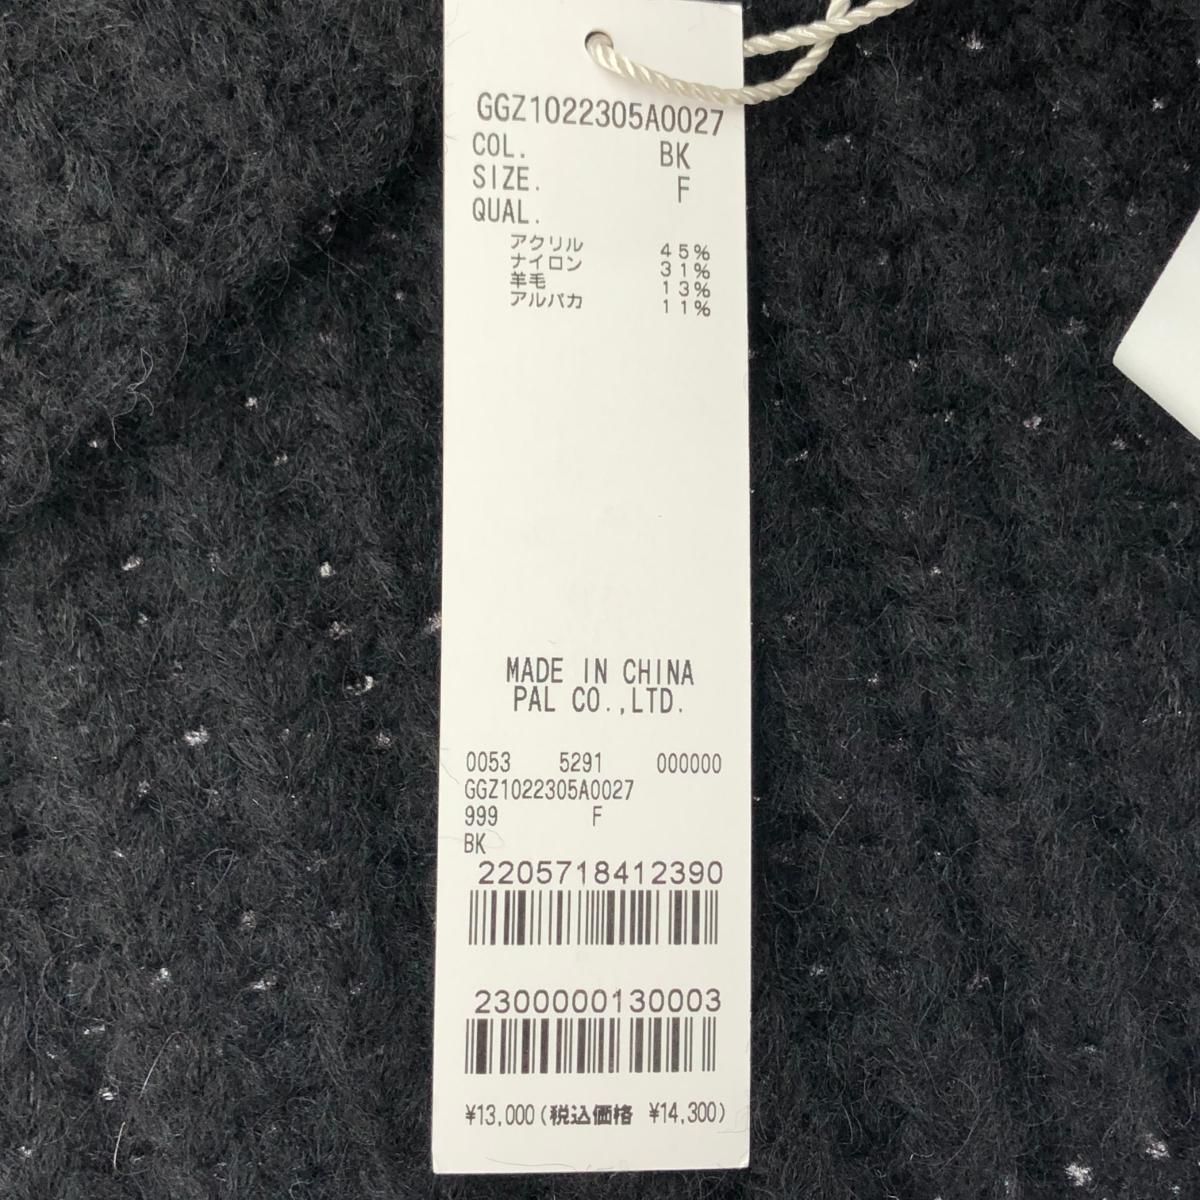 GGZ1022305A0027
COL. BK
SIZE. F
QUAL.
アクリル 45%
ナイロン 31%
羊毛 13%
アルパカ 11%
MADE IN CHINA
PAL CO.,LTD.
0053 5291 000000
GGZ1022305A0027
999 F
BK
2205718412390
2300000130003
¥13,000(税込価格 ¥14,300)